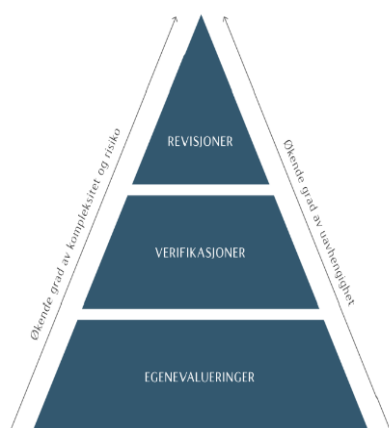 REVISJONER
Økende grad av kompleksitet og risiko
Økende grad av uavhengighet
VERIFIKASJONER
EGENEVALUERINGER